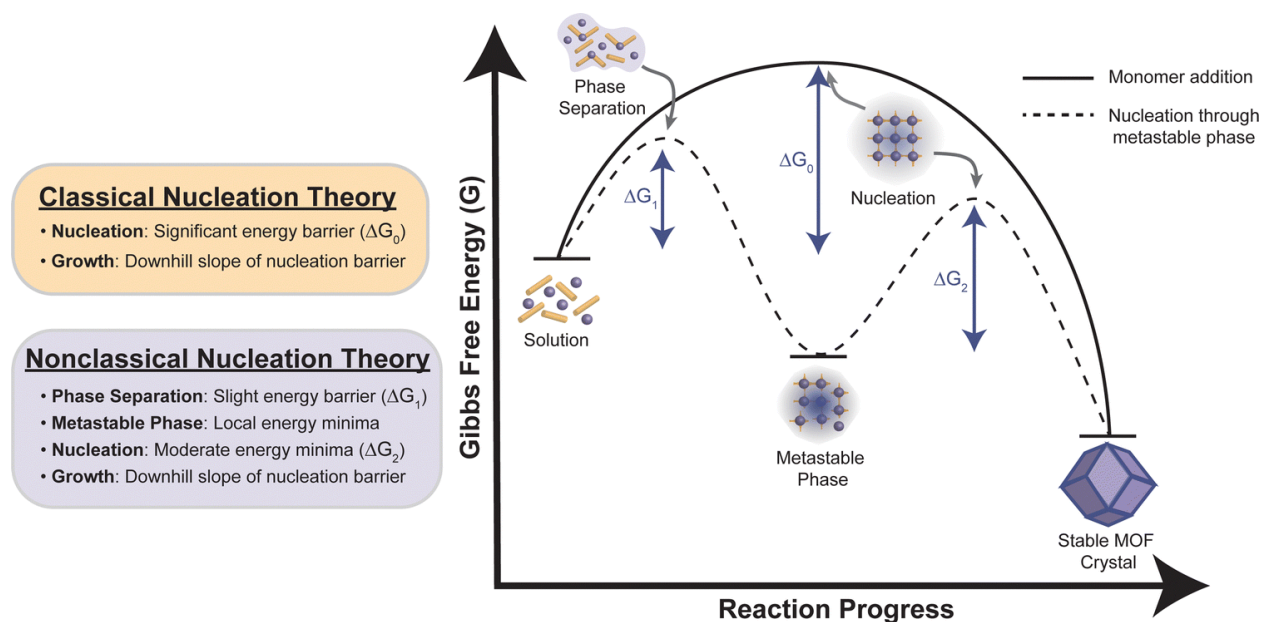 Classical Nucleation Theory
• Nucleation: Significant energy barrier (ΔG₀)
• Growth: Downhill slope of nucleation barrier
Nonclassical Nucleation Theory
• Phase Separation: Slight energy barrier (ΔG₁)
• Metastable Phase: Local energy minima
• Nucleation: Moderate energy minima (ΔG₂)
• Growth: Downhill slope of nucleation barrier
Gibbs Free Energy (G)
Phase
Separation
Solution
ΔG₁
ΔG₀
Nucleation
ΔG₂
Metastable
Phase
Stable MOF
Crystal
Monomer addition
Nucleation through
metastable phase
Reaction Progress